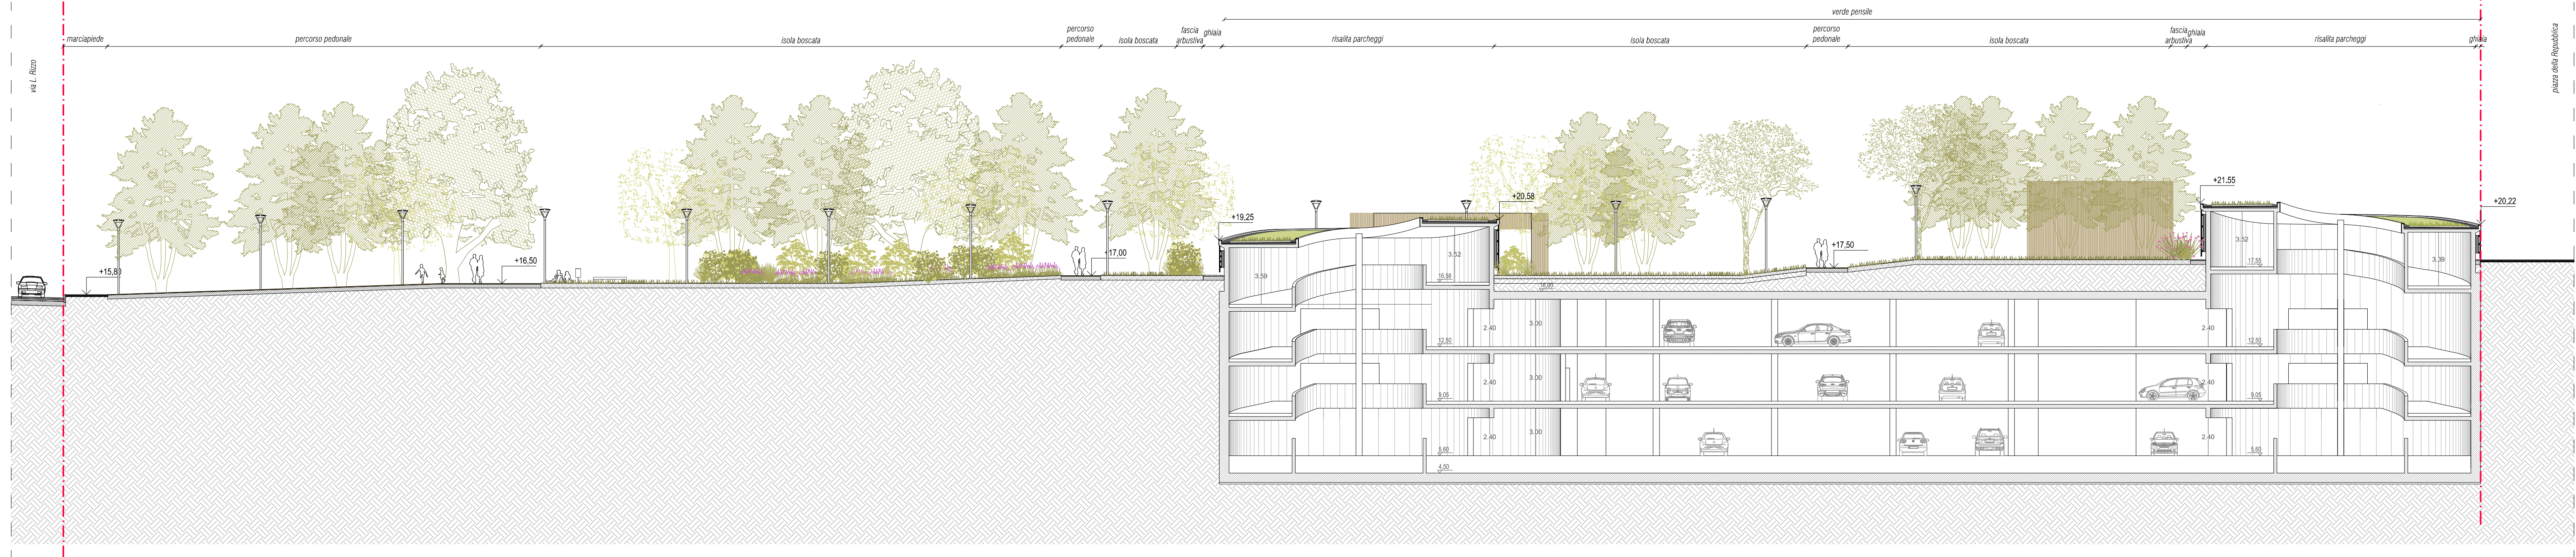 verde pensile
marciapiede
percorso pedonale
isola boscata
percorso
pedonale
isola boscata
fascia
arbustiva
ghiaia
risalita parcheggi
isola boscata
percorso
pedonale
isola boscata
fascia
arbustiva
ghiaia
risalita parcheggi
ghiaia
via L. Rizzo
piazza della Repubblica
+15,80
+16,50
+17,00
+19,25
+20,58
+17,50
+21.55
+20,22
3.59
3.52
16,58
16,00
3.52
17,55
3.39
2.40
3.00
12,50
2.40
12,50
2.40
3.00
9,05
2.40
9,05
2.40
3.00
5,60
4,50
2.40
5,60